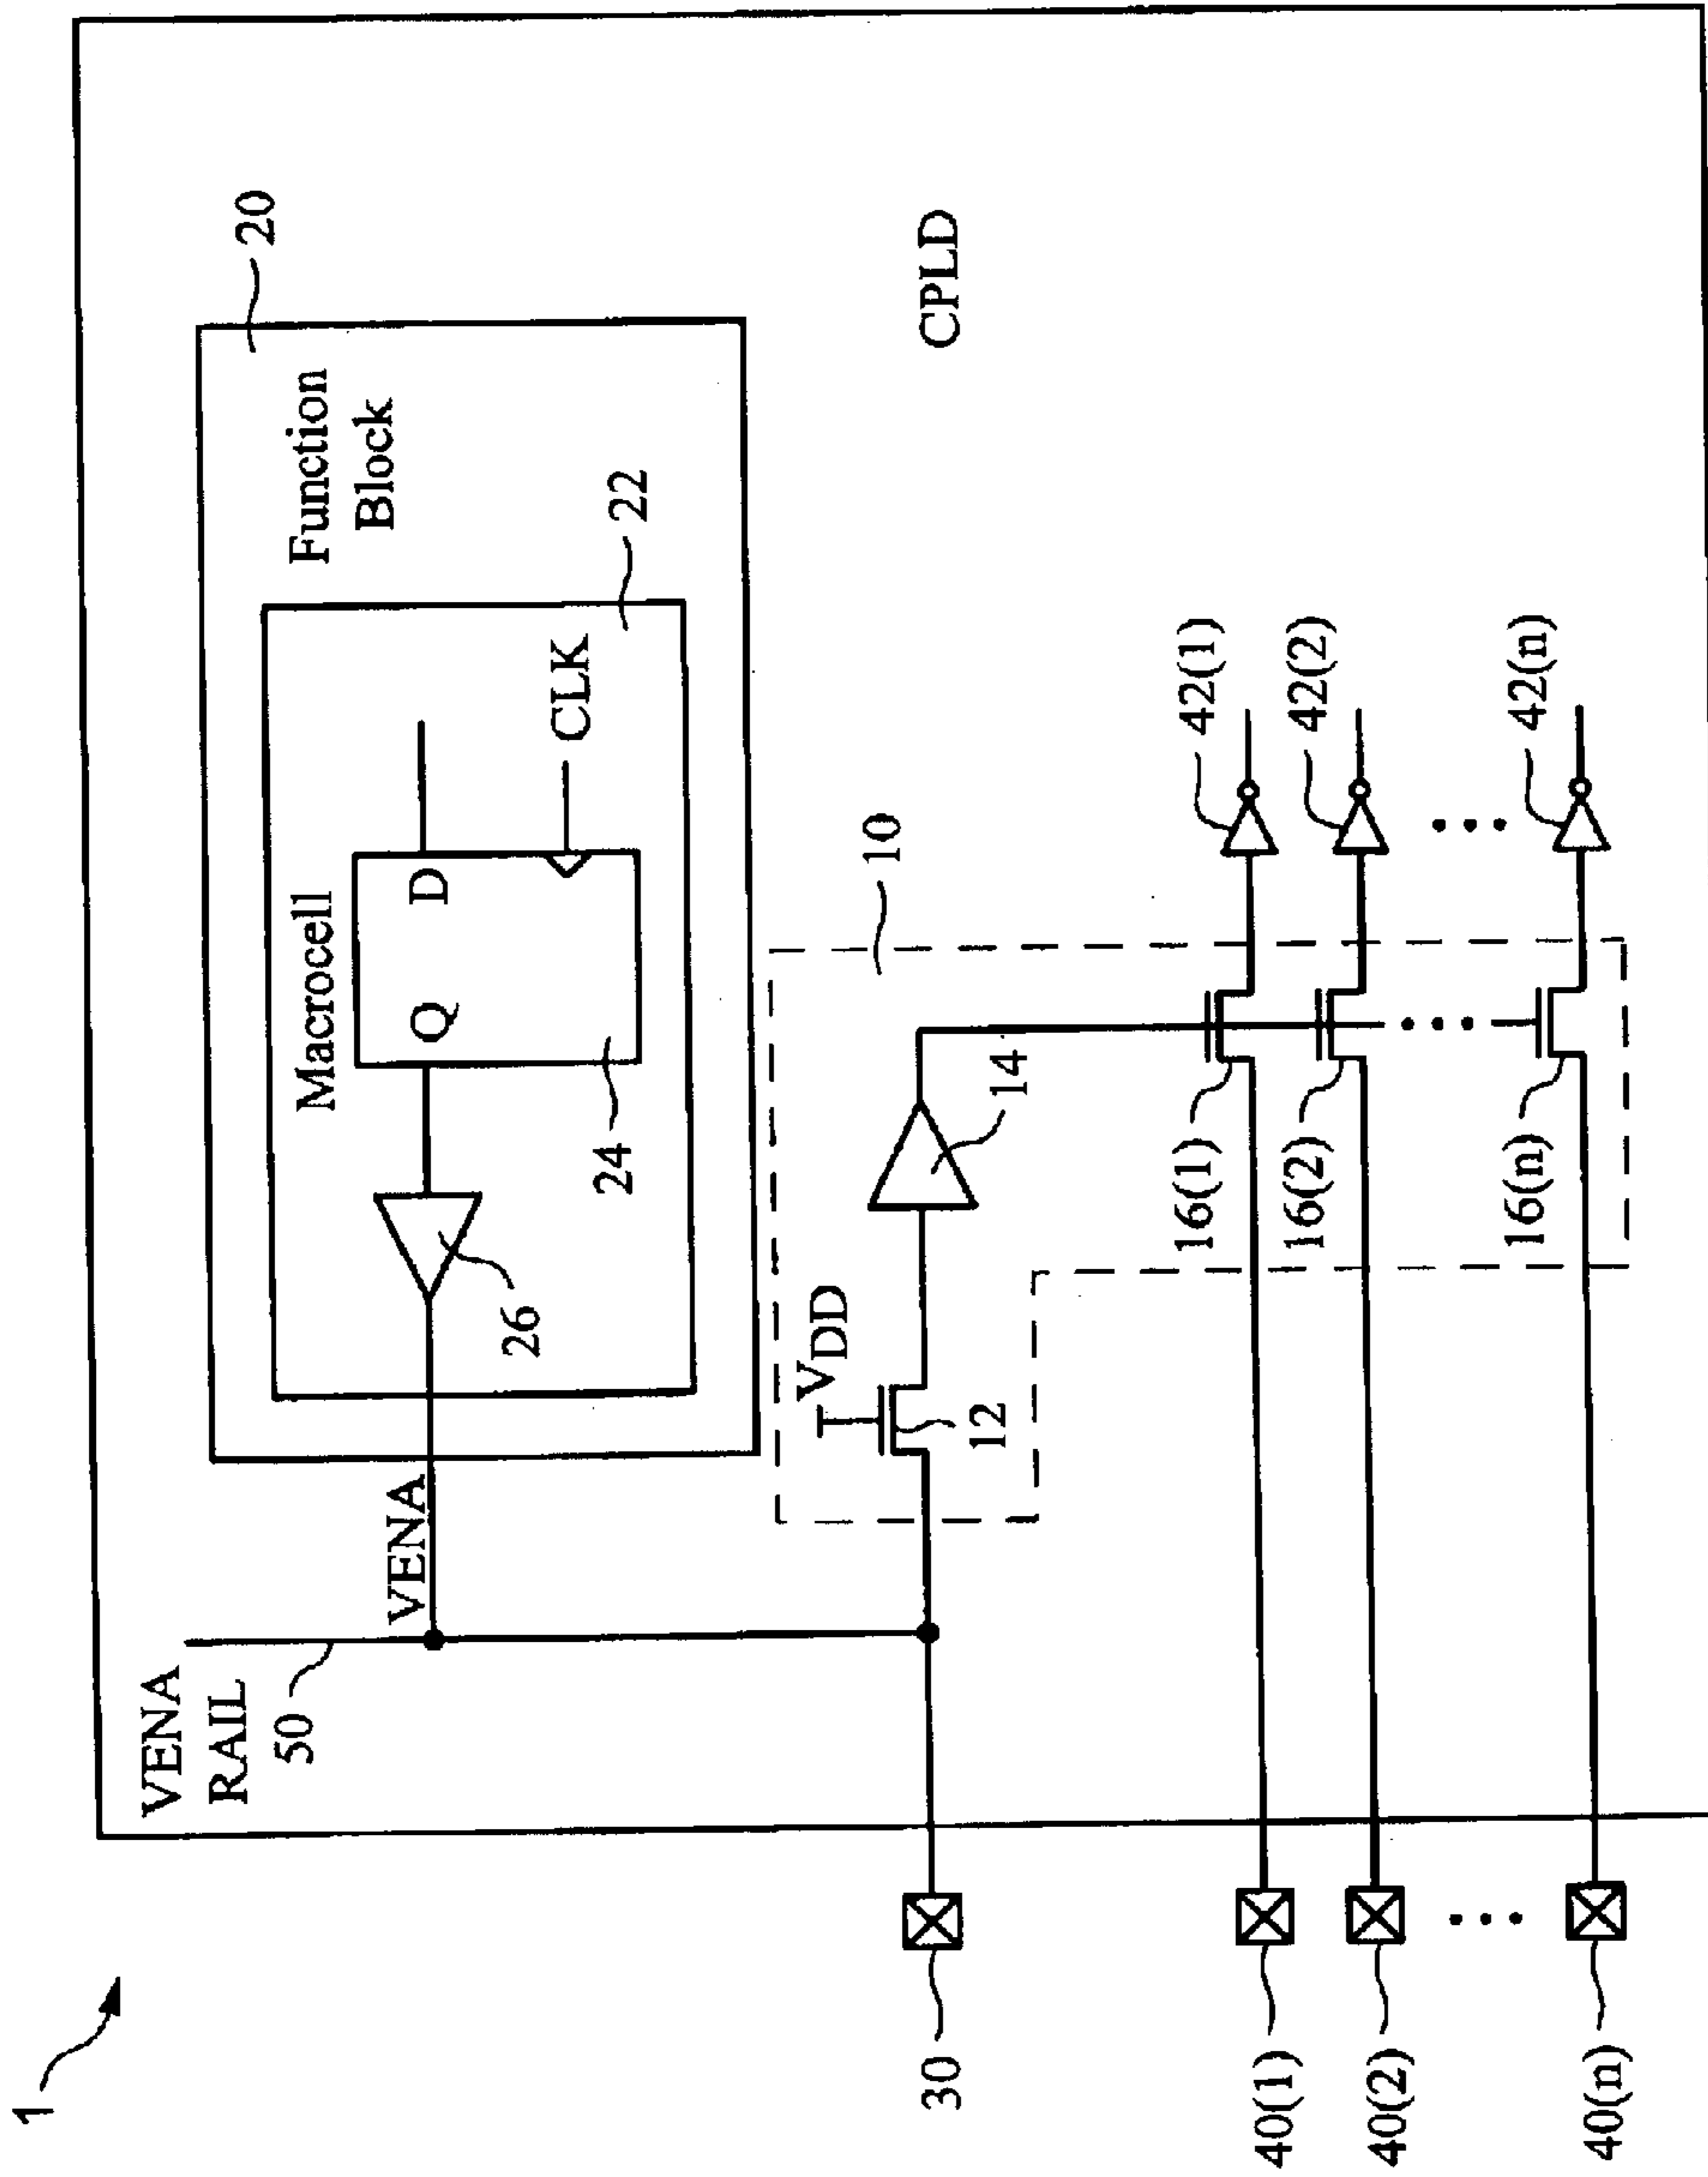 1
VENA
RAIL
50
VENA
Macrocell
Q
D
CLK
24
26
22
Function
Block
20
VDD
12
14
10
CPLD
30
40(1)
16(1)
42(1)
40(2)
16(2)
42(2)
40(n)
16(n)
42(n)